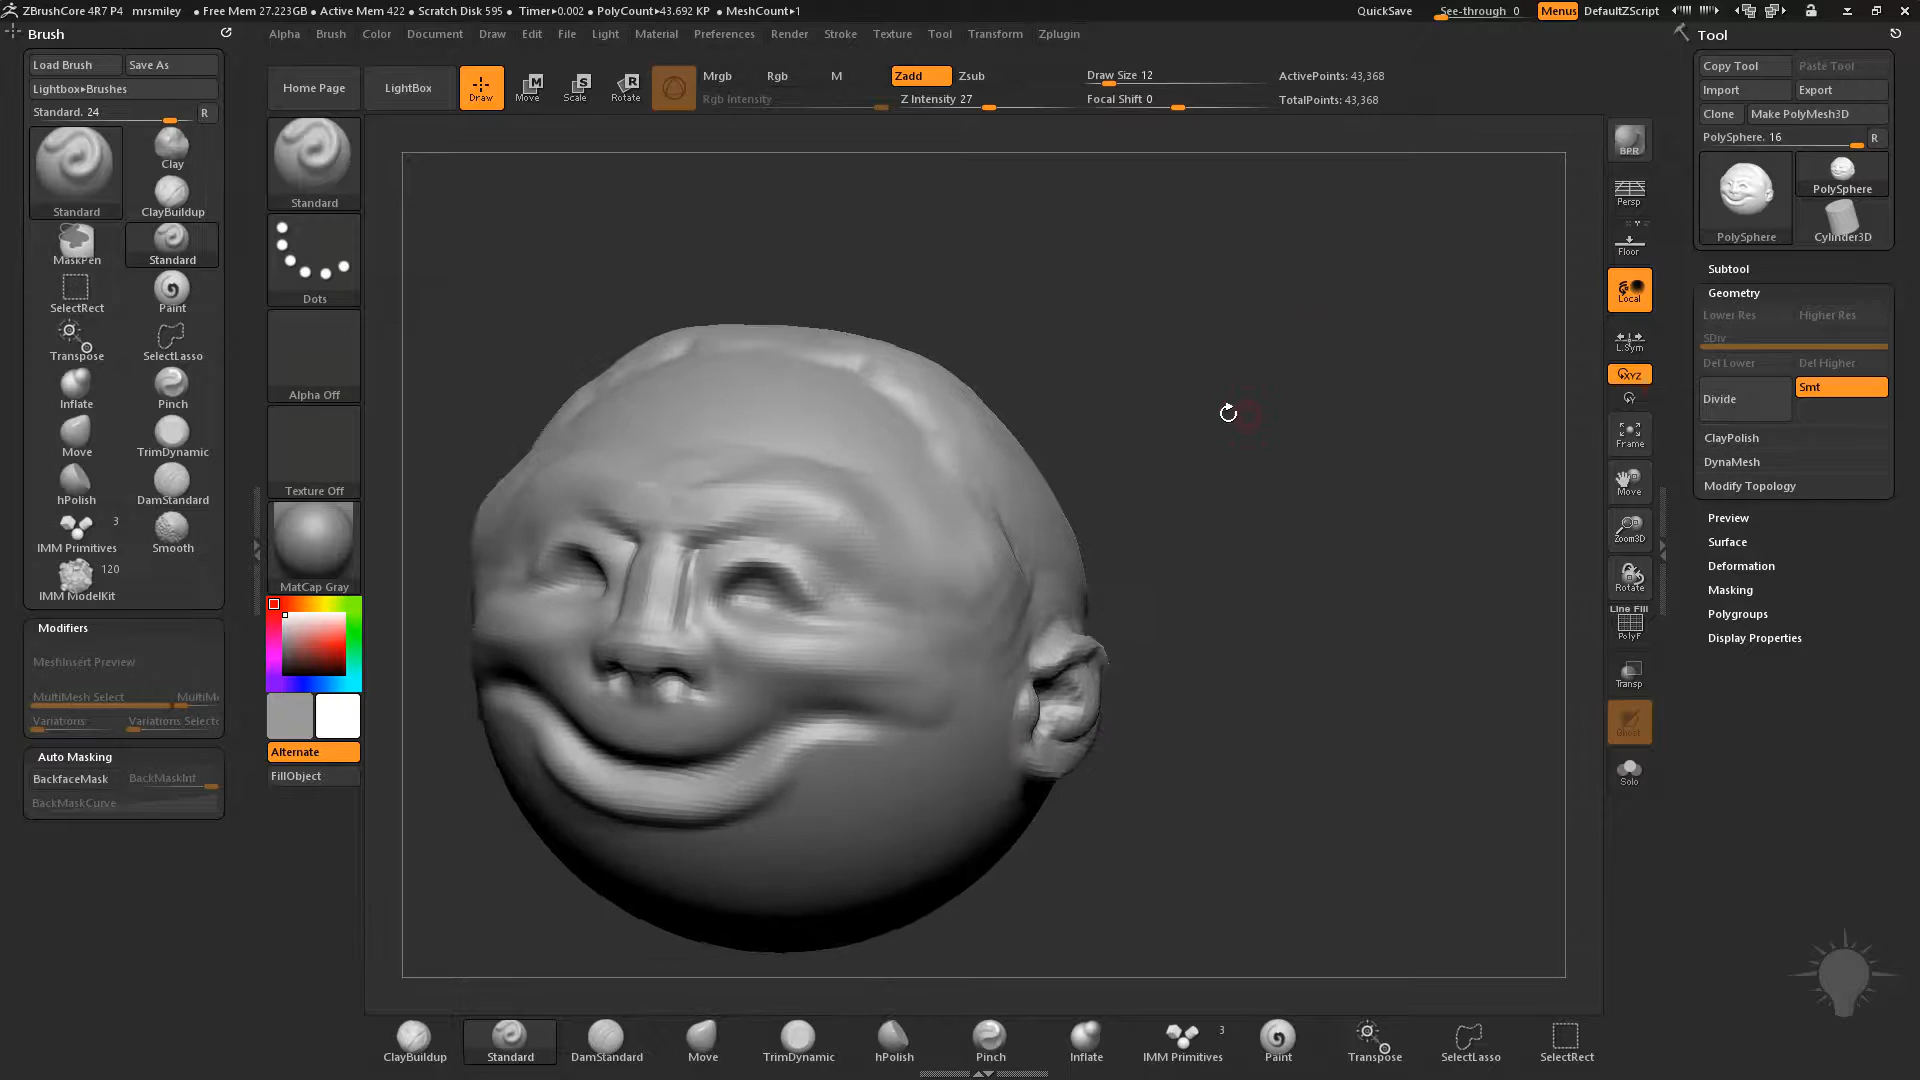 ZBrushCore 4R7 P4 mrsmiley • Free Mem 27.223GB • Active Mem 422 • Scratch Disk 595 • Timer▸0.002 • PolyCount▸43.692 KP • MeshCount▸1 QuickSave See-through 0 Menus DefaultZScript
Alpha Brush Color Document Draw Edit File Light Material Preferences Render Stroke Texture Tool Transform Zplugin
Brush
Load Brush Save As
Lightbox▸Brushes
Standard. 24 R
Standard
Clay
ClayBuildup
MaskPen Standard
SelectRect Paint
Transpose SelectLasso
Inflate Pinch
Move TrimDynamic
hPolish DamStandard
3
IMM Primitives Smooth
120
IMM ModelKit
Modifiers
MeshInsert Preview
MultiMesh Select MultiMe
Variations Variations Selecto
Auto Masking
BackfaceMask BackMaskInt
BackMaskCurve
Home Page LightBox Draw Move Scale Rotate
Mrgb Rgb M
Rgb Intensity
Zadd Zsub
Z Intensity 27
Draw Size 12
Focal Shift 0
ActivePoints: 43,368
TotalPoints: 43,368
Standard
Dots
Alpha Off
Texture Off
MatCap Gray
Alternate
FillObject
BPR
Persp
Floor
Local
L.Sym
XYZ
Y
Frame
Move
Zoom3D
Rotate
Line Fill
PolyF
Transp
Ghost
Solo
Tool
Copy Tool Paste Tool
Import Export
Clone Make PolyMesh3D
PolySphere. 16 R
PolySphere
PolySphere
Cylinder3D
Subtool
Geometry
Lower Res Higher Res
SDiv
Del Lower Del Higher
Divide Smt
ClayPolish
DynaMesh
Modify Topology
Preview
Surface
Deformation
Masking
Polygroups
Display Properties
3
ClayBuildup Standard DamStandard Move TrimDynamic hPolish Pinch Inflate IMM Primitives Paint Transpose SelectLasso SelectRect